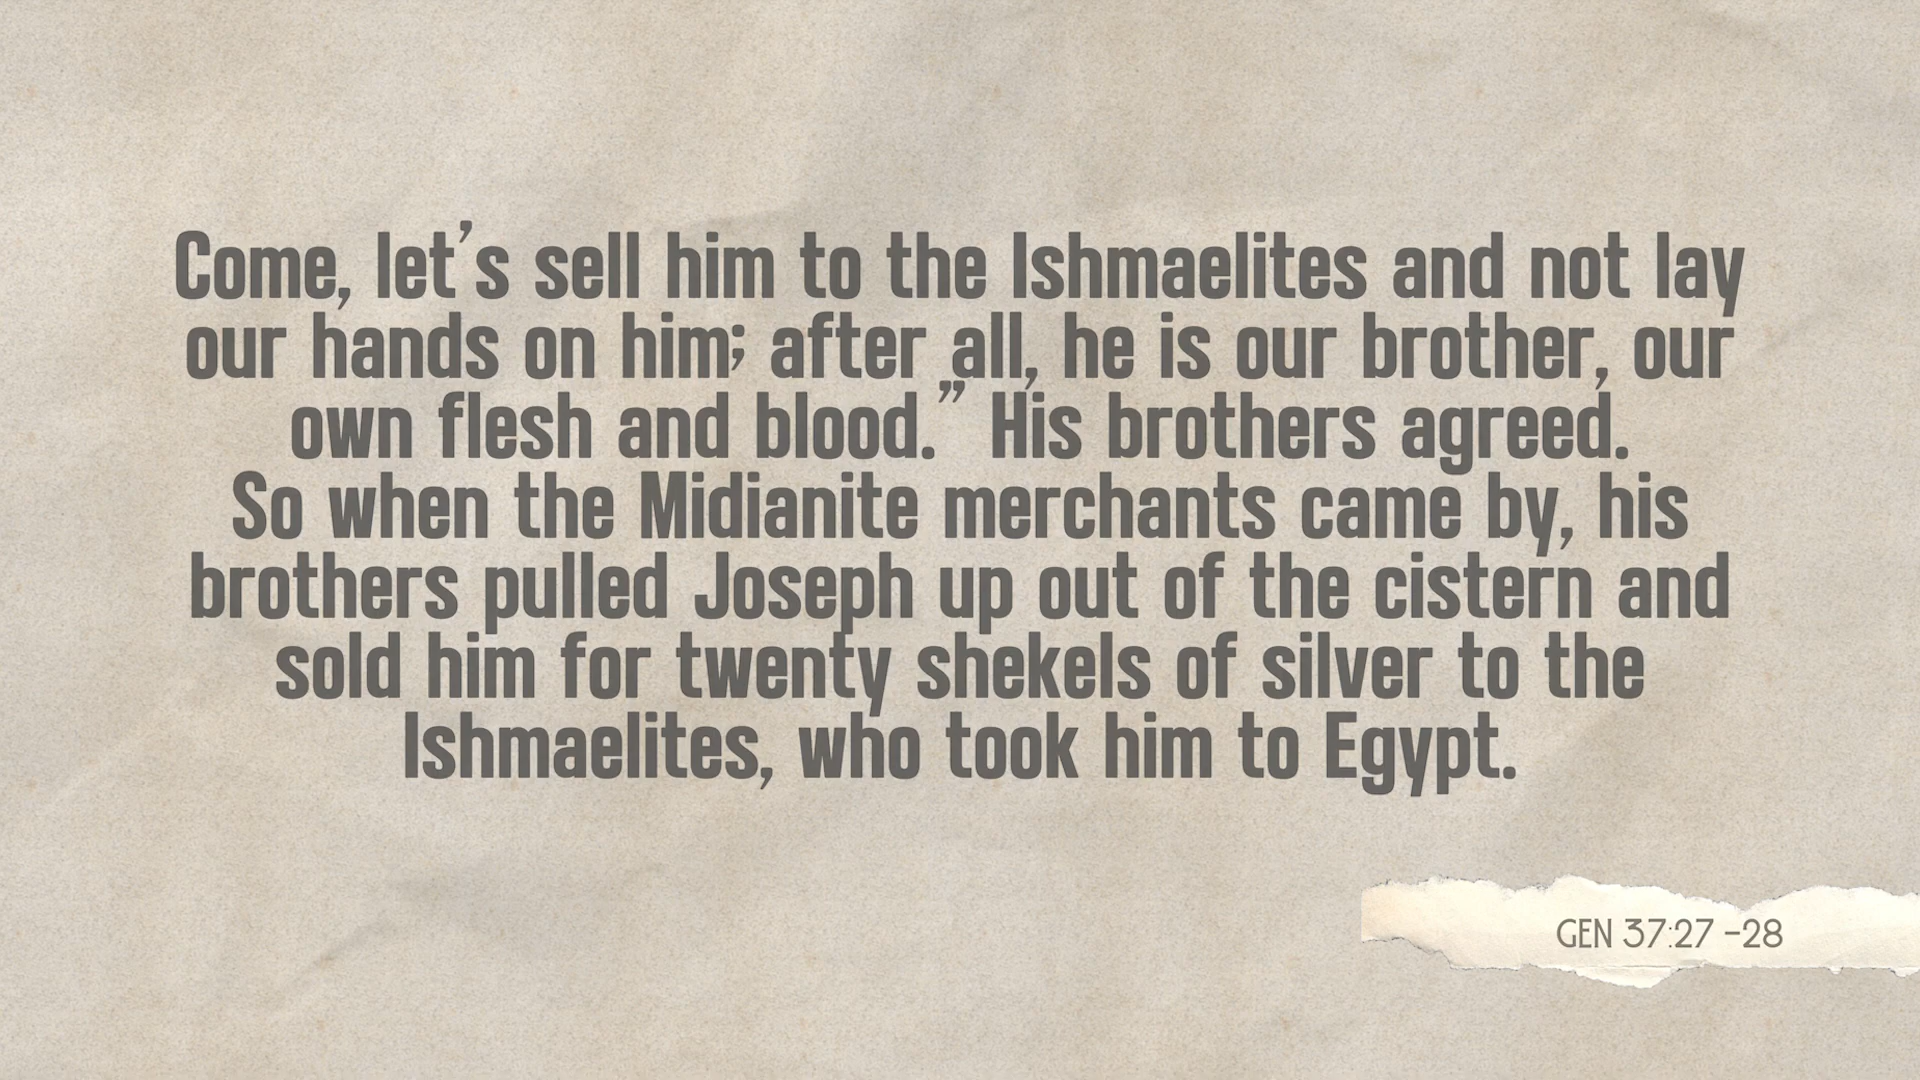 Come, let’s sell him to the Ishmaelites and not lay
our hands on him; after all, he is our brother, our
own flesh and blood.” His brothers agreed.
So when the Midianite merchants came by, his
brothers pulled Joseph up out of the cistern and
sold him for twenty shekels of silver to the
Ishmaelites, who took him to Egypt.
GEN 37:27 –28